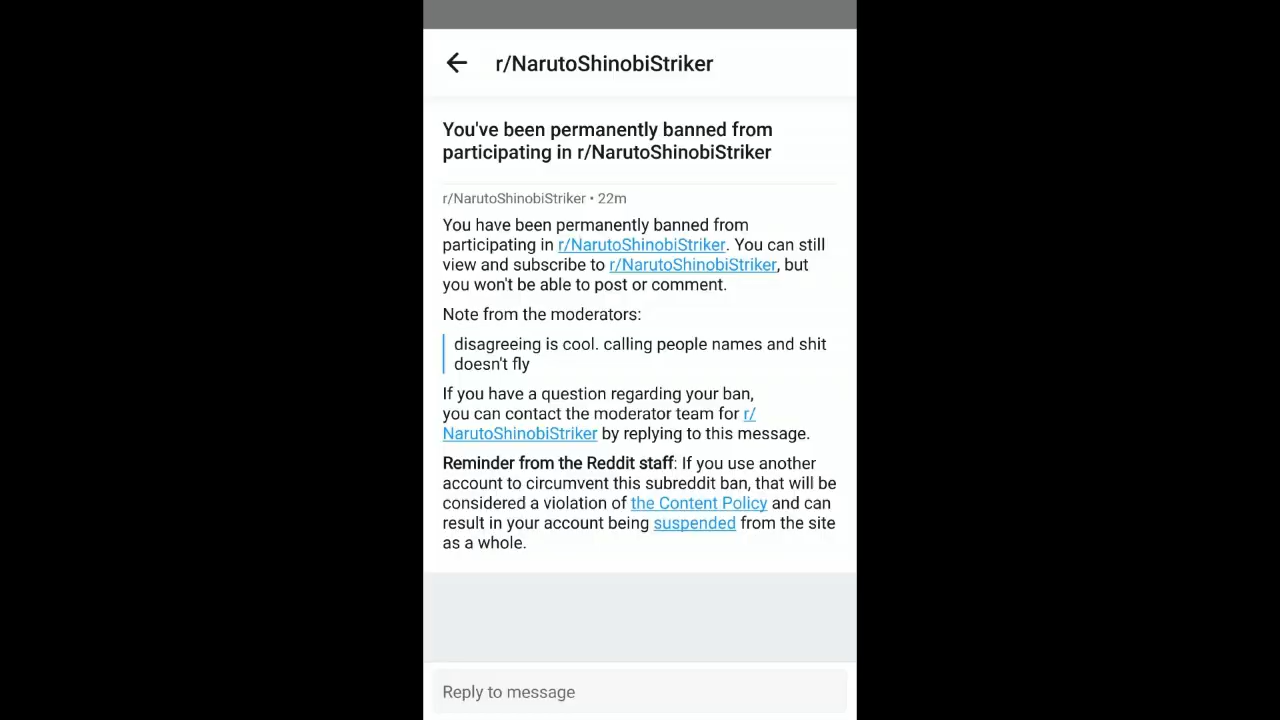 r/NarutoShinobiStriker
You've been permanently banned from
participating in r/NarutoShinobiStriker
r/NarutoShinobiStriker • 22m
You have been permanently banned from
participating in r/NarutoShinobiStriker. You can still
view and subscribe to r/NarutoShinobiStriker, but
you won't be able to post or comment.
Note from the moderators:
disagreeing is cool. calling people names and shit
doesn't fly
If you have a question regarding your ban,
you can contact the moderator team for r/
NarutoShinobiStriker by replying to this message.
Reminder from the Reddit staff: If you use another
account to circumvent this subreddit ban, that will be
considered a violation of the Content Policy and can
result in your account being suspended from the site
as a whole.
Reply to message